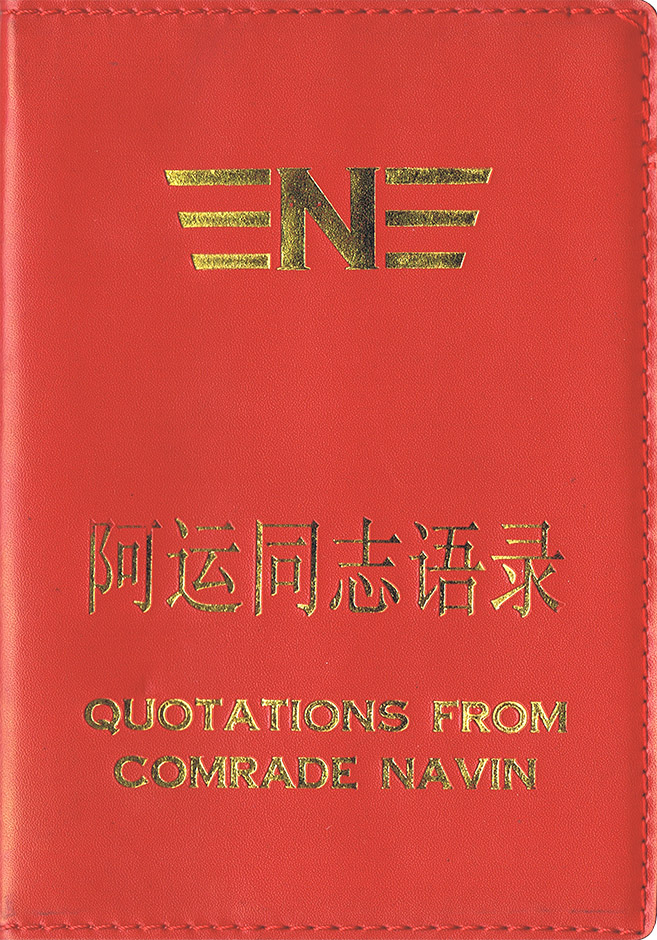 N
阿运同志语录
QUOTATIONS FROM
COMRADE NAVIN